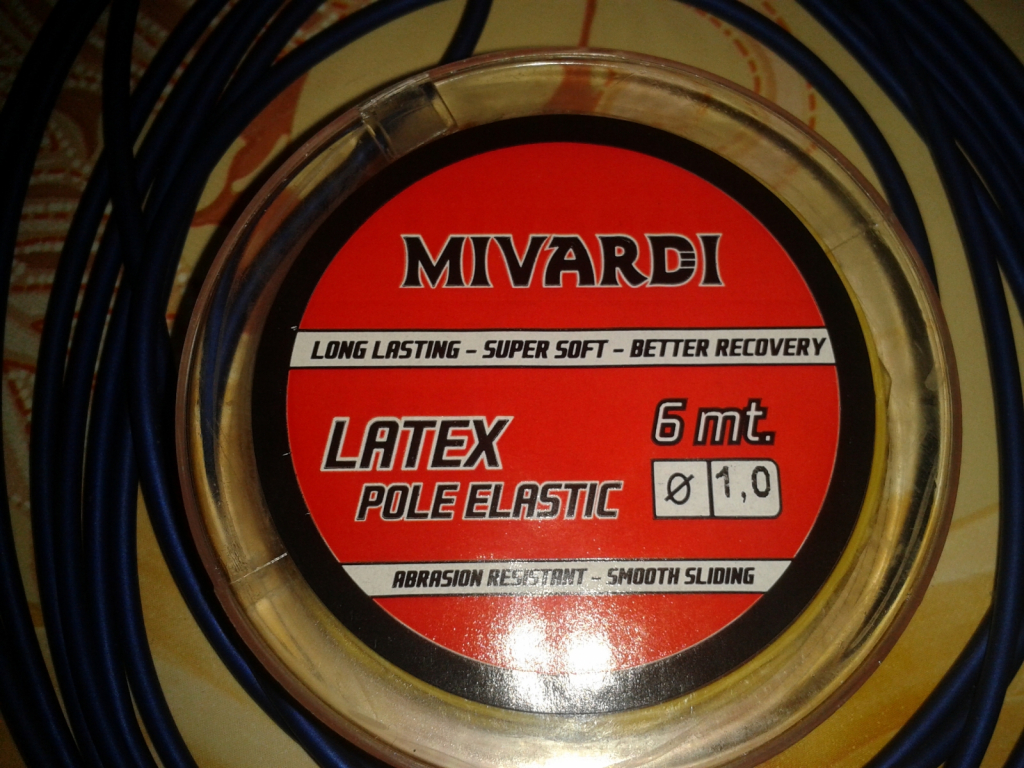 MIVARDI
LONG LASTING - SUPER SOFT - BETTER RECOVERY
LATEX
POLE ELASTIC
6 mt.
Ø 1,0
ABRASION RESISTANT - SMOOTH SLIDING